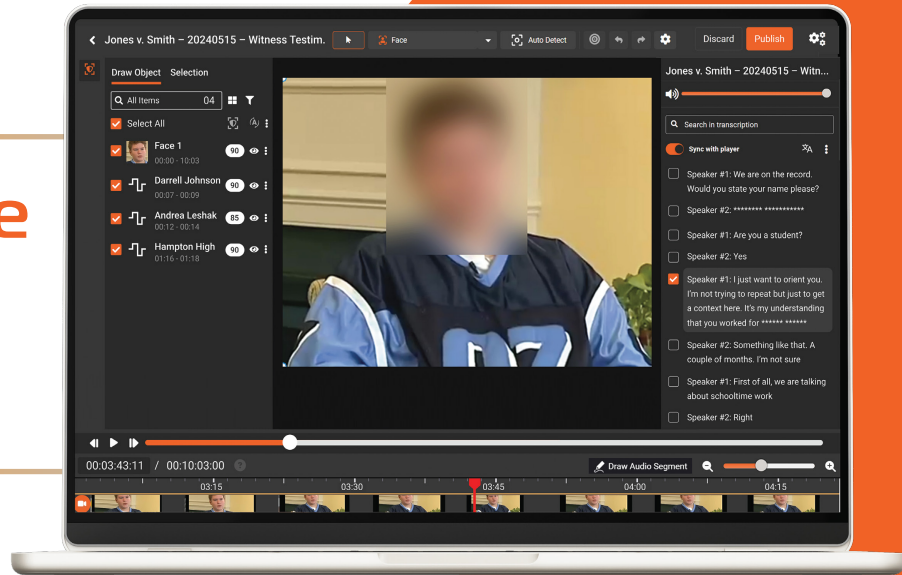 e
Jones v. Smith – 20240515 – Witness Testim.
Face
Auto Detect
Discard
Publish
Draw Object Selection
All Items 04
Select All
Face 1
90
00:00 - 10:03
Darrell Johnson
90
00:07 - 00:09
Andrea Leshak
85
00:12 - 00:14
Hampton High
90
01:16 - 01:18
07
Jones v. Smith – 20240515 – Witn...
Search in transcription
Sync with player
Speaker #1: We are on the record.
Would you state your name please?
Speaker #2: ******** ***********
Speaker #1: Are you a student?
Speaker #2: Yes
Speaker #1: I just want to orient you.
I'm not trying to repeat but just to get
a context here. It's my understanding
that you worked for ****** ******
Speaker #2: Something like that. A
couple of months. I'm not sure
Speaker #1: First of all, we are talking
about schooltime work
Speaker #2: Right
00:03:43:11 / 00:10:03:00
Draw Audio Segment
03:15 03:30 03:45 04:00 04:15